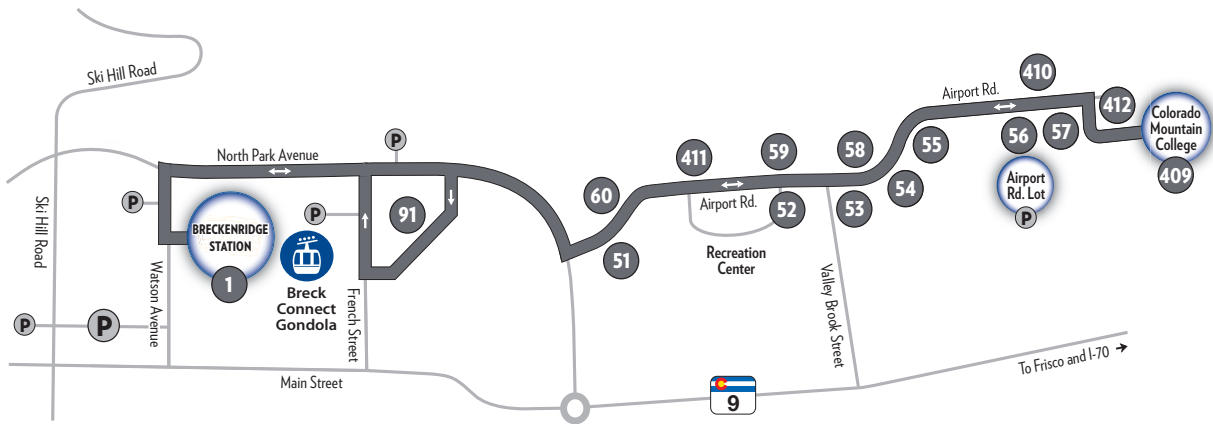 Ski Hill Road
Ski Hill Road
North Park Avenue
P
P
P
P
P
BRECKENRIDGE
STATION
1
Watson Avenue
Breck
Connect
Gondola
French Street
91
Main Street
60
51
411
Airport Rd.
59
52
Recreation
Center
58
53
54
55
Valley Brook Street
Airport Rd.
410
56
57
Airport
Rd. Lot
P
412
Colorado
Mountain
College
409
9
To Frisco and I-70